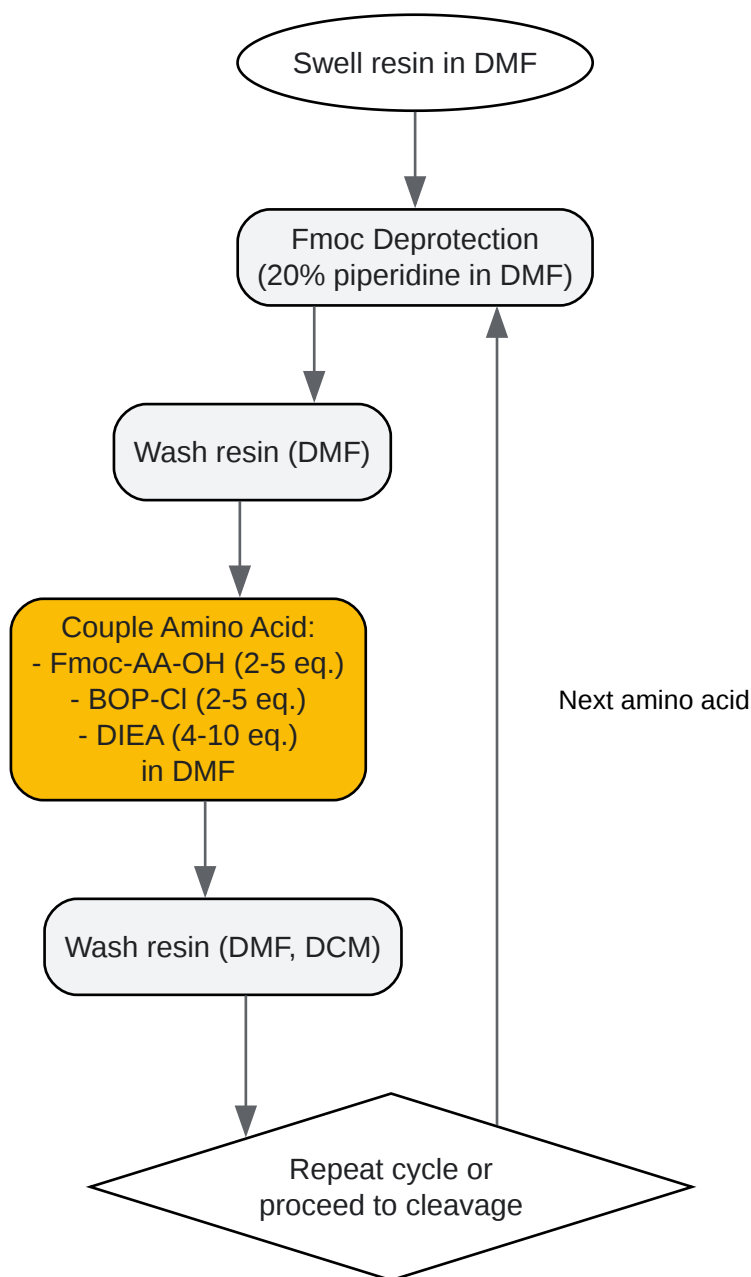 Swell resin in DMF
Fmoc Deprotection
(20% piperidine in DMF)
Wash resin (DMF)
Couple Amino Acid:
- Fmoc-AA-OH (2-5 eq.)
- BOP-Cl (2-5 eq.)
- DIEA (4-10 eq.)
in DMF
Next amino acid
Wash resin (DMF, DCM)
Repeat cycle or
proceed to cleavage